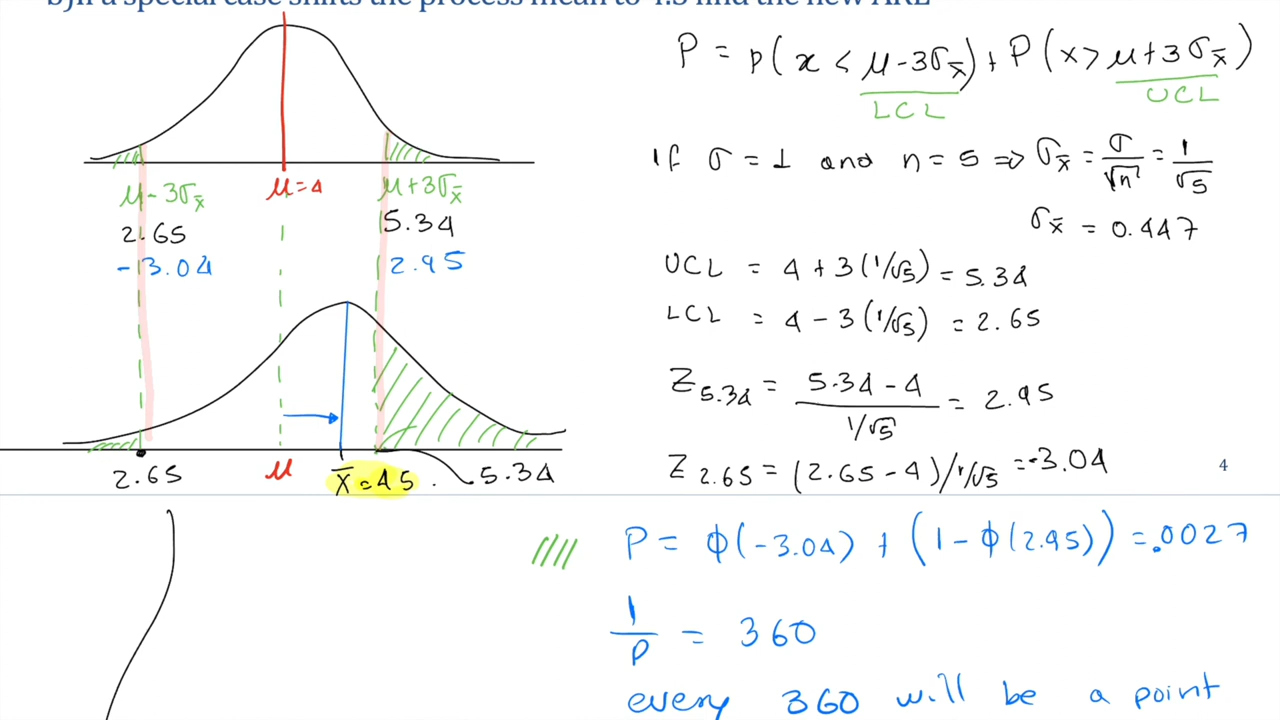 b)If a special case shifts the process mean to 4.5 find the new ARL
P = p(x < μ-3σx̄) + P(x > μ+3σx̄)
LCL UCL
If σ = 1 and n = 5 => σx̄ = σ/√n = 1/√5
σx̄ = 0.447
μ-3σx̄ μ=4 μ+3σx̄
2.65 5.34
-3.04 2.95
UCL = 4 + 3(1/√5) = 5.34
LCL = 4 - 3(1/√5) = 2.65
Z5.34 = (5.34 - 4)/(1/√5) = 2.95
Z2.65 = (2.65-4)/1/√5 = -3.04
2.65 μ x̄=4.5 5.34
4
P = ϕ(-3.04) + (1-ϕ(2.95)) = .0027
1/P = 360
every 360 will be a point